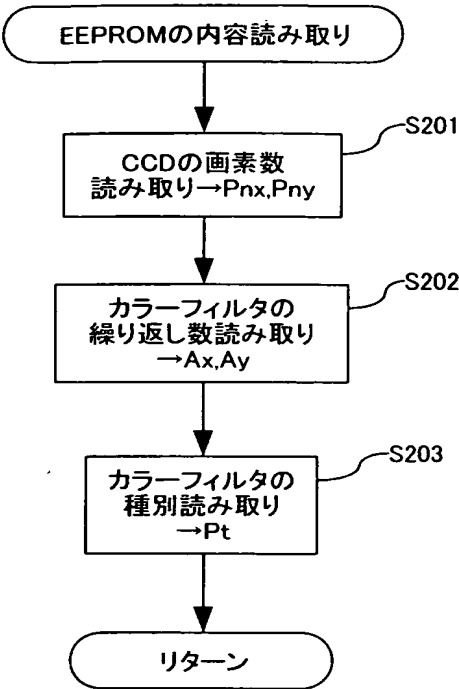 EEPROMの内容読み取り
S201
CCDの画素数
読み取り→Pnx,Pny
S202
カラーフィルタの
繰り返し数読み取り
→Ax,Ay
S203
カラーフィルタの
種別読み取り
→Pt
リターン